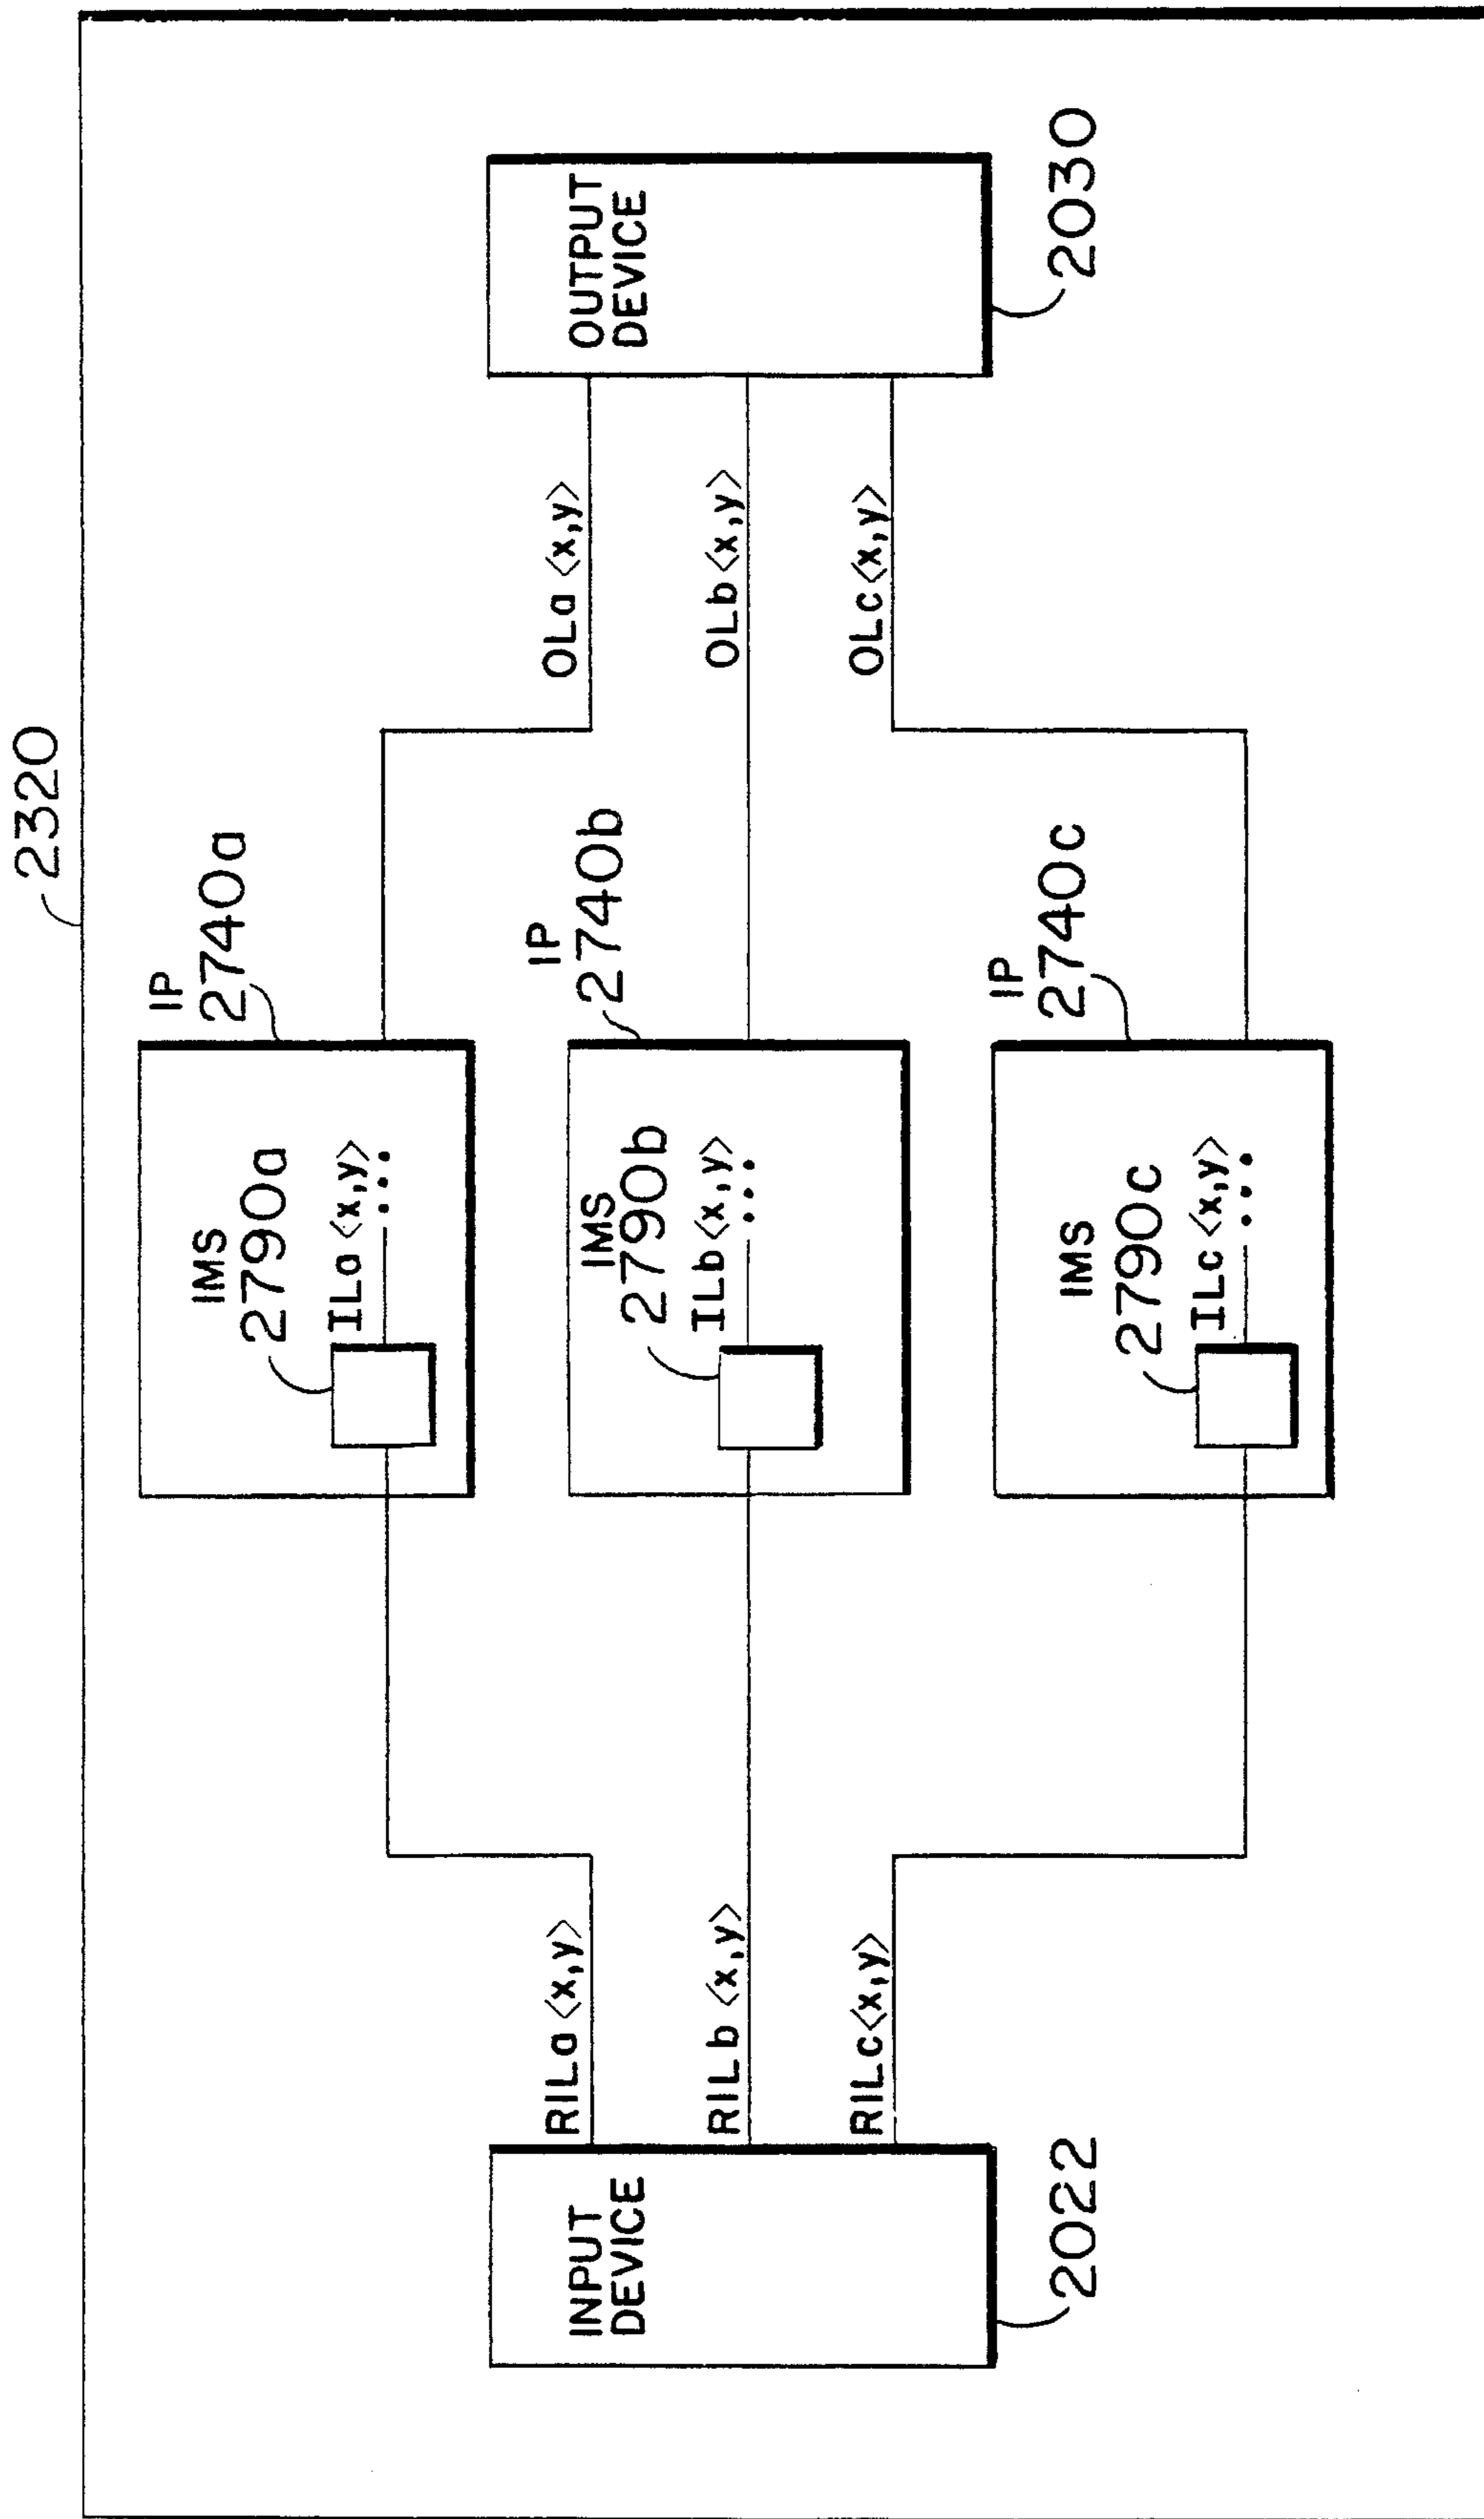 2320
IP
2740a
IMS
2790a
ILa<x,y>
...
IP
2740b
IMS
2790b
ILb<x,y>
...
IP
2740c
IMS
2790c
ILc<x,y>
...
INPUT
DEVICE
2022
RILa<x,y>
RILb<x,y>
RILc<x,y>
OLa<x,y>
OLb<x,y>
OLc<x,y>
OUTPUT
DEVICE
2030